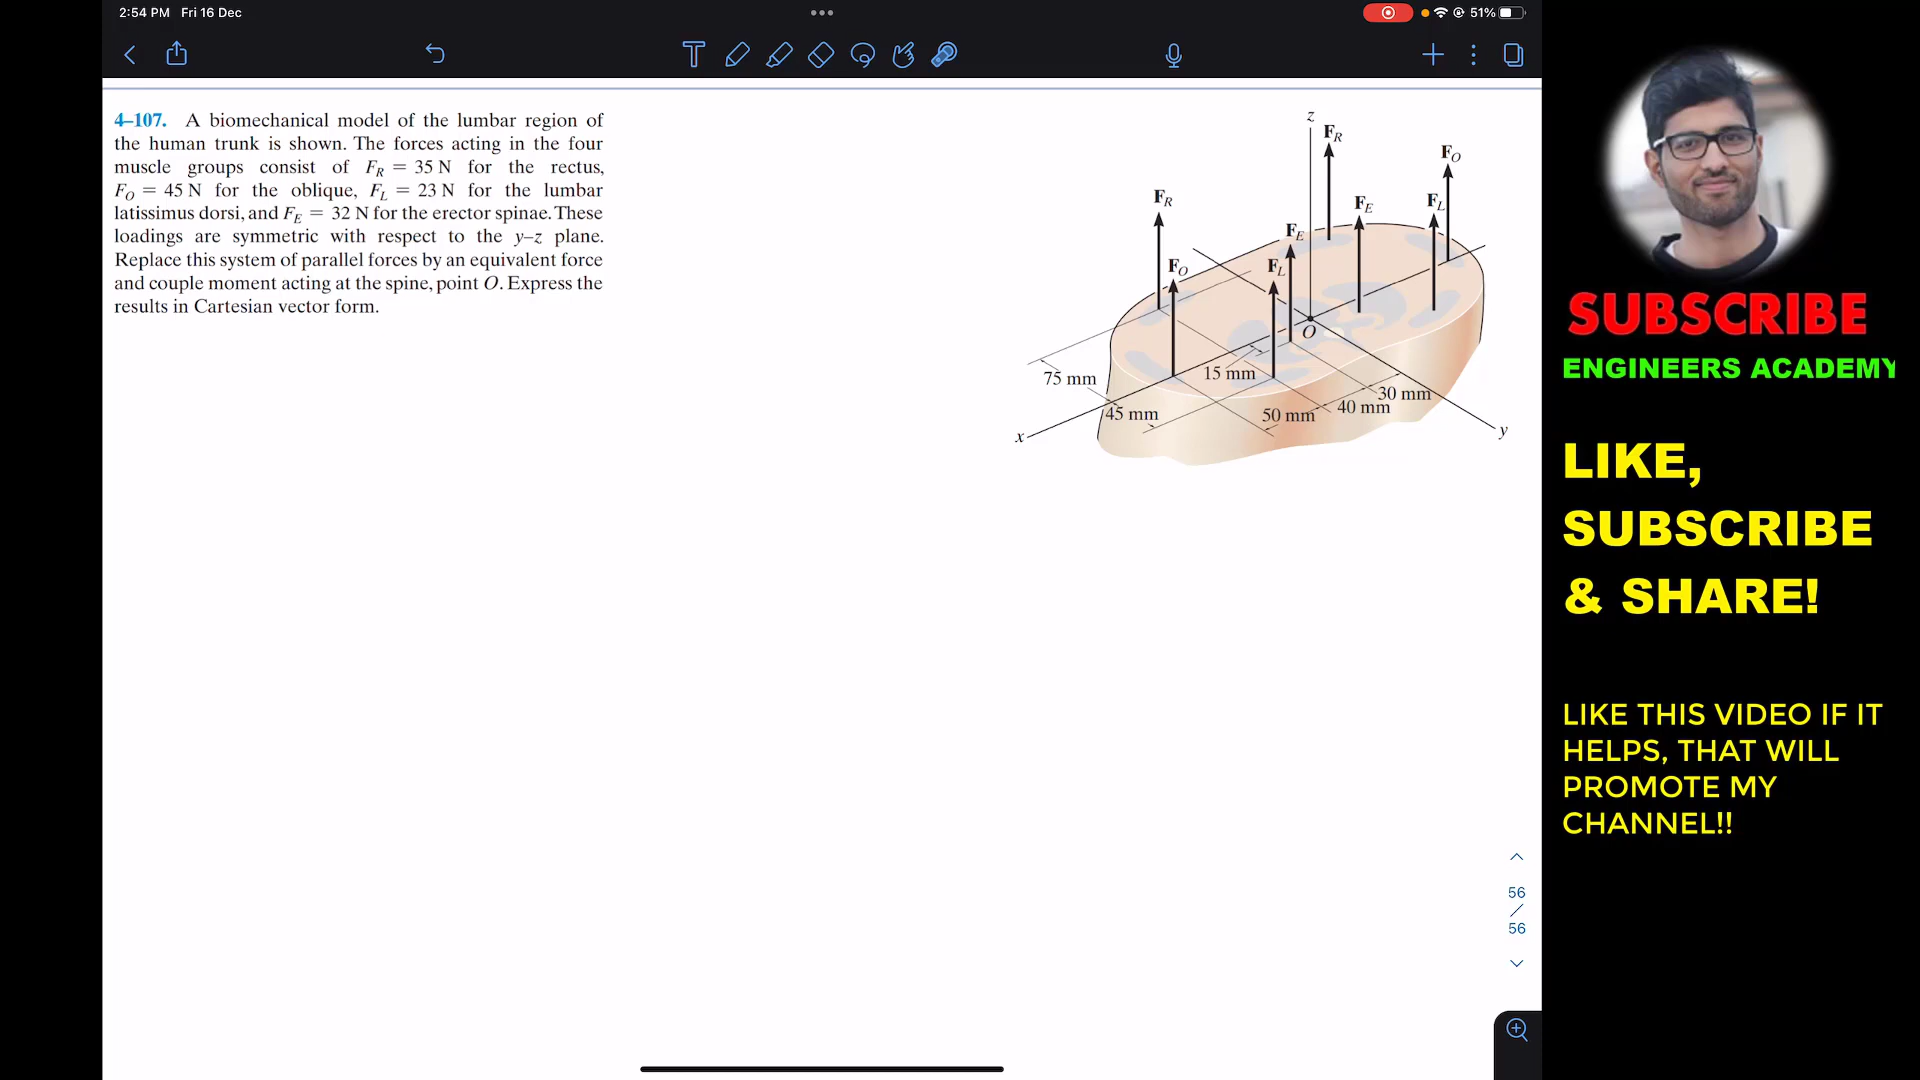 2:54 PM Fri 16 Dec
51%
4–107. A biomechanical model of the lumbar region of
the human trunk is shown. The forces acting in the four
muscle groups consist of F_R = 35 N for the rectus,
F_O = 45 N for the oblique, F_L = 23 N for the lumbar
latissimus dorsi, and F_E = 32 N for the erector spinae. These
loadings are symmetric with respect to the y–z plane.
Replace this system of parallel forces by an equivalent force
and couple moment acting at the spine, point O. Express the
results in Cartesian vector form.
z
F_R
F_O
F_R
F_E
F_L
F_E
F_O
F_L
O
75 mm
15 mm
45 mm
50 mm
40 mm
30 mm
x
y
56
56
SUBSCRIBE
ENGINEERS ACADEMY
LIKE,
SUBSCRIBE
& SHARE!
LIKE THIS VIDEO IF IT
HELPS, THAT WILL
PROMOTE MY
CHANNEL!!